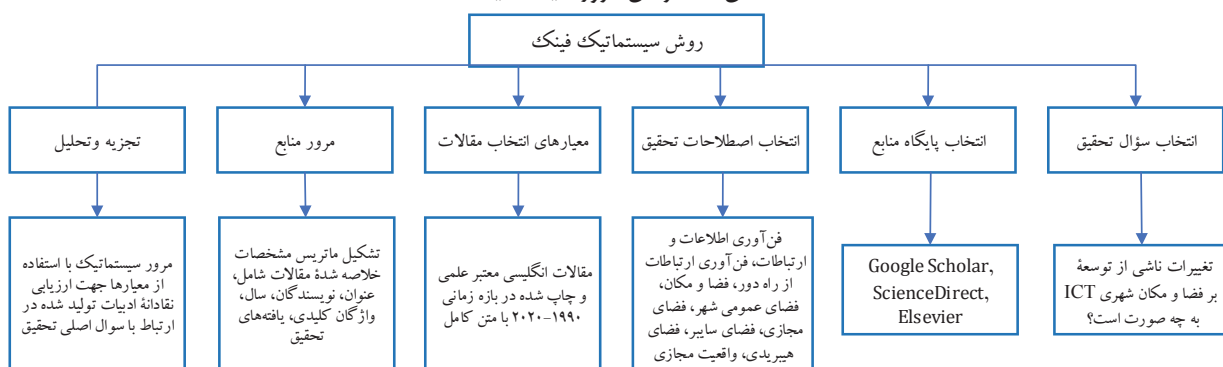 روش سیستماتیک فینک
انتخاب سؤال تحقیق
انتخاب پایگاه منابع
انتخاب اصطلاحات تحقیق
معیارهای انتخاب مقالات
مرور منابع
تجزیه وتحلیل
تغییرات ناشی از توسعۀ
ICT بر فضا و مکان شهری
به چه صورت است؟
Google Scholar,
ScienceDirect,
Elsevier
فن‌آوری اطلاعات و
ارتباطات، فن‌آوری ارتباطات
از راه دور، فضا و مکان،
فضای عمومی شهر، فضای
مجازی، فضای سایبر، فضای
هیبریدی، واقعیت مجازی
مقالات انگلیسی معتبر علمی
و چاپ شده در بازه زمانی
۱۹۹۰-۲۰۲۰ با متن کامل
تشکیل ماتریس مشخصات
خلاصه شدۀ مقالات شامل،
عنوان، نویسندگان، سال،
واژگان کلیدی، یافته‌های
تحقیق
مرور سیستماتیک با استفاده
از معیارها جهت ارزیابی
نقادانۀ ادبیات تولید شده در
ارتباط با سوال اصلی تحقیق